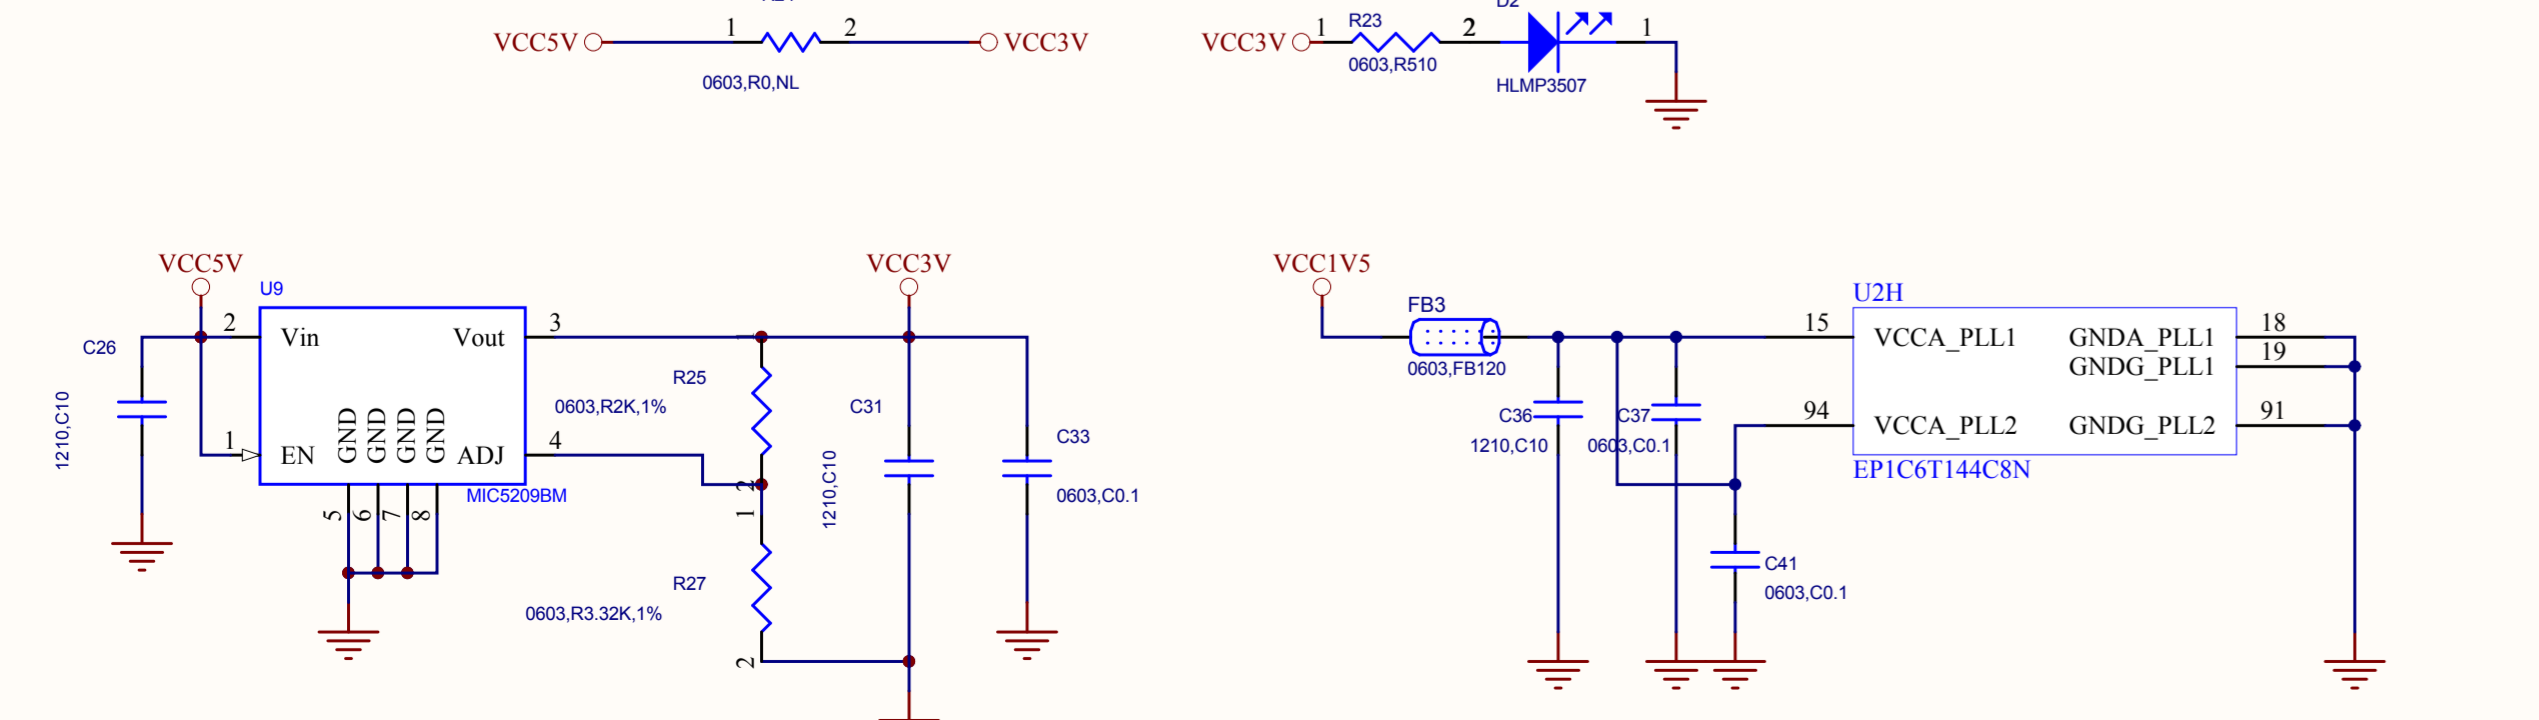 D2
1
2
VCC5V
VCC3V
0603,R0,NL
VCC3V
1
R23
2
1
0603,R510
HLMP3507
VCC5V
U9
C26
1210,C10
2
Vin
Vout
3
1
EN
GND
GND
GND
GND
ADJ
4
MIC5209BM
5
6
7
8
VCC3V
1
R25
0603,R2K,1%
2
1
R27
0603,R3.32K,1%
2
C31
1210,C10
C33
0603,C0.1
VCC1V5
FB3
0603,FB120
C36
1210,C10
C37
0603,C0.1
U2H
15
VCCA_PLL1
GNDA_PLL1
18
GNDG_PLL1
19
94
VCCA_PLL2
GNDG_PLL2
91
EP1C6T144C8N
C41
0603,C0.1